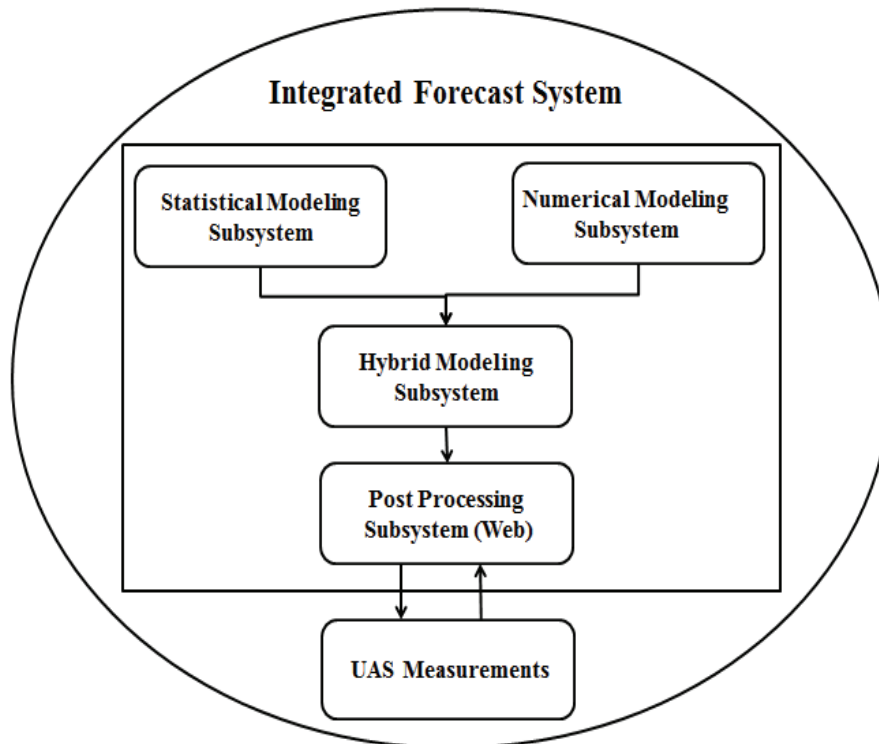 Integrated Forecast System
Statistical Modeling
Subsystem
Numerical Modeling
Subsystem
Hybrid Modeling
Subsystem
Post Processing
Subsystem (Web)
UAS Measurements